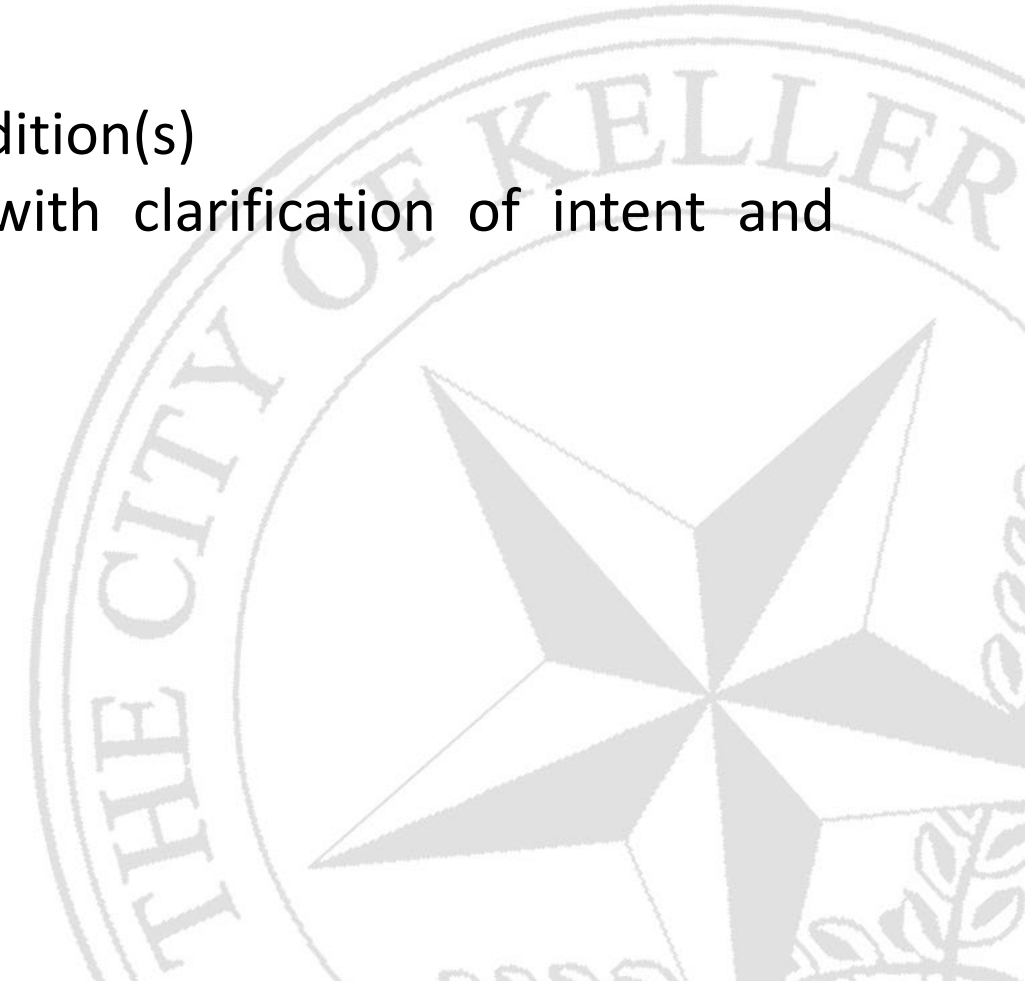 dition(s)
with clarification of intent and
THE CITY OF KELLER